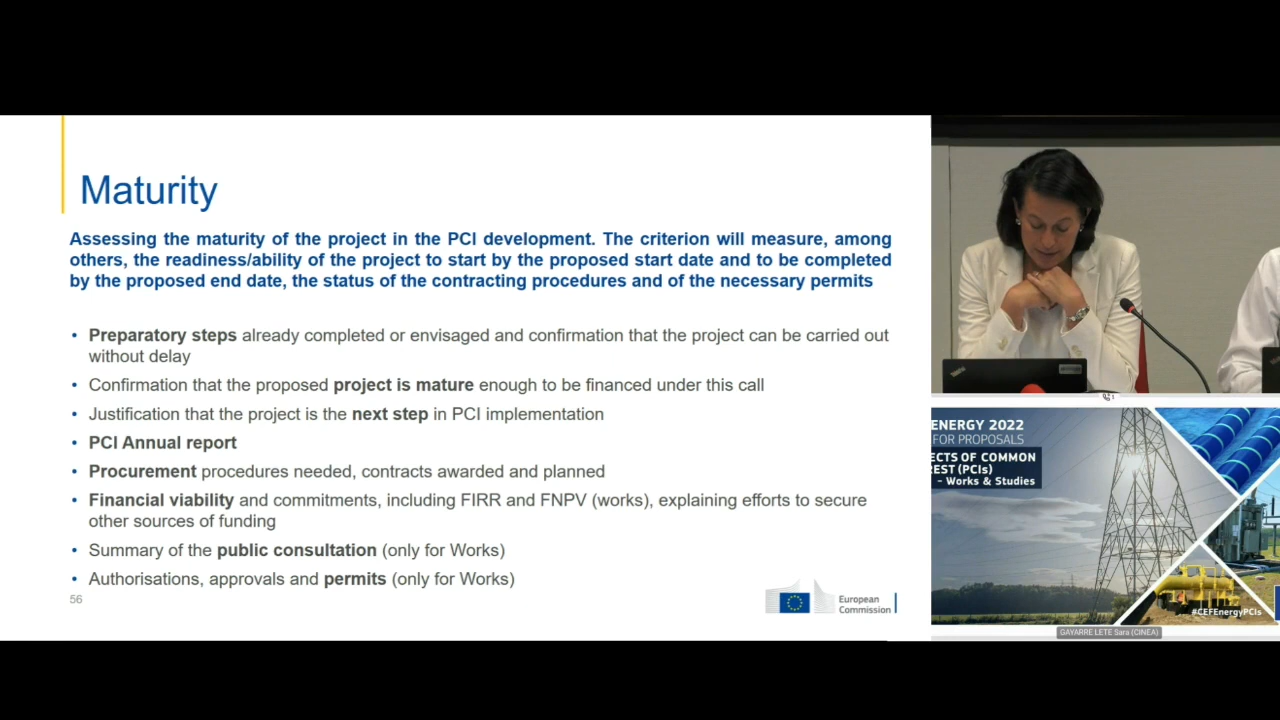 Maturity
Assessing the maturity of the project in the PCI development. The criterion will measure, among
others, the readiness/ability of the project to start by the proposed start date and to be completed
by the proposed end date, the status of the contracting procedures and of the necessary permits
• Preparatory steps already completed or envisaged and confirmation that the project can be carried out
without delay
• Confirmation that the proposed project is mature enough to be financed under this call
• Justification that the project is the next step in PCI implementation
• PCI Annual report
• Procurement procedures needed, contracts awarded and planned
• Financial viability and commitments, including FIRR and FNPV (works), explaining efforts to secure
other sources of funding
• Summary of the public consultation (only for Works)
• Authorisations, approvals and permits (only for Works)
56
European
Commission
ENERGY 2022
FOR PROPOSALS
ECTS OF COMMON
REST (PCIs)
- Works & Studies
#CEFEnergyPCIs
GAYARRE LETE Sara (CINEA)